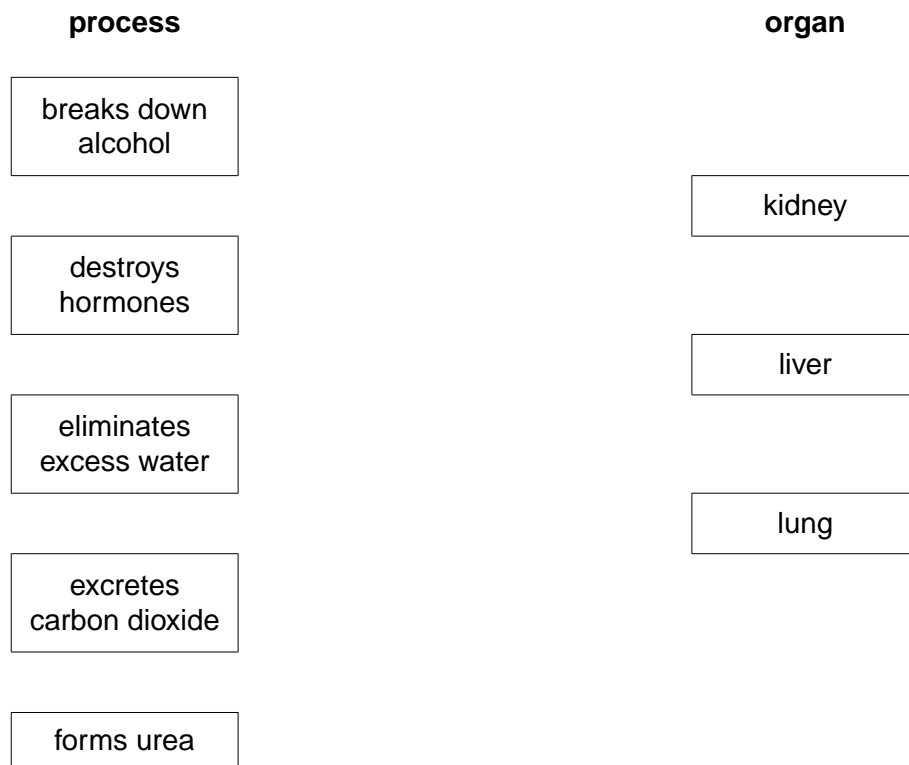 process
organ
breaks down
alcohol
kidney
destroys
hormones
liver
eliminates
excess water
lung
excretes
carbon dioxide
forms urea